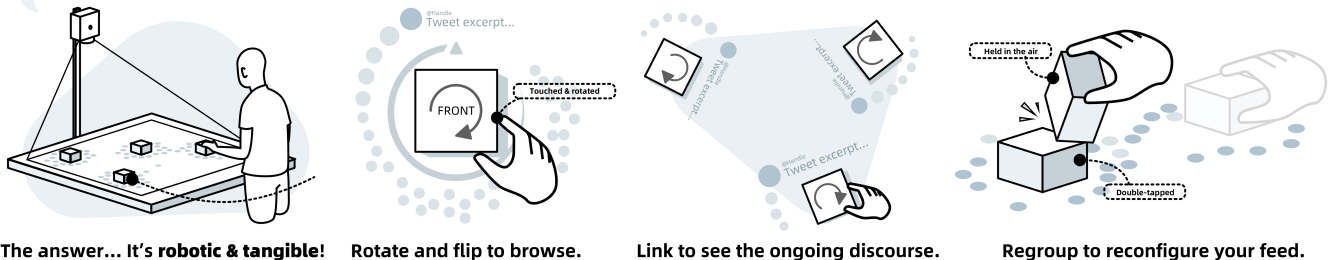 @Handle
Tweet excerpt...
FRONT
Touched & rotated
@Handle
Tweet excerpt...
@Handle
Tweet excerpt...
@Handle
Tweet excerpt...
Held in the air
Double-tapped
The answer... It's robotic & tangible!
Rotate and flip to browse.
Link to see the ongoing discourse.
Regroup to reconfigure your feed.